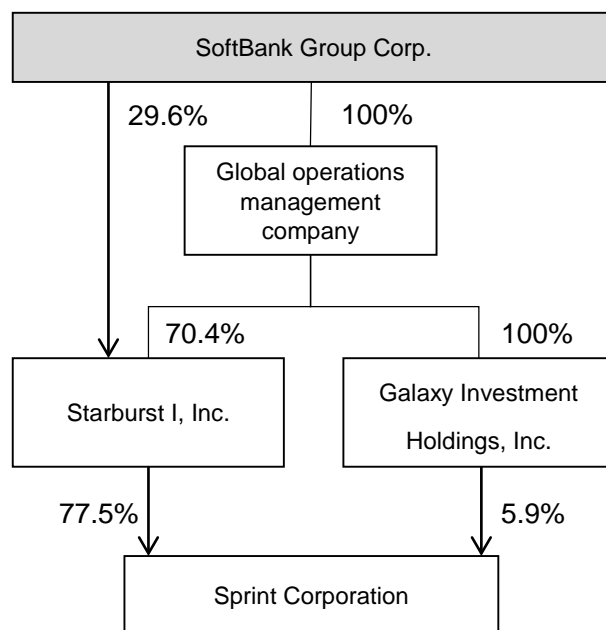 SoftBank Group Corp.
29.6%
100%
Global operations
management
company
70.4%
100%
Starburst I, Inc.
Galaxy Investment
Holdings, Inc.
77.5%
5.9%
Sprint Corporation